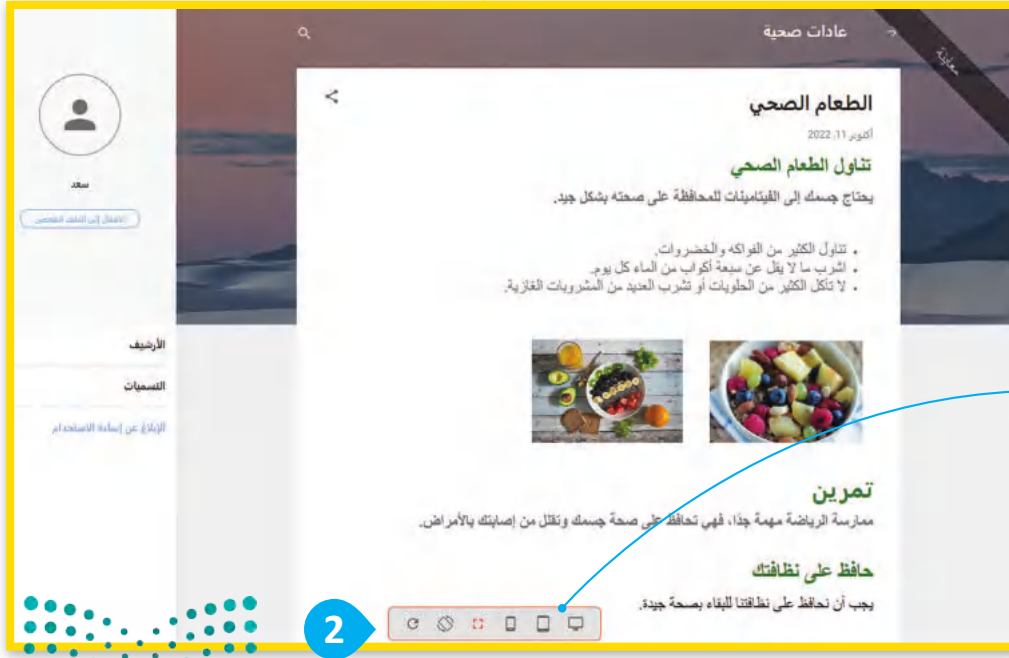 معاينة
عادات صحية
الطعام الصحي
أكتوبر 11, 2022
تناول الطعام الصحي
يحتاج جسمك إلى الفيتامينات للمحافظة على صحته بشكل جيد.
• تناول الكثير من الفواكه والخضروات.
• اشرب ما لا يقل عن سبعة أكواب من الماء كل يوم.
• لا تأكل الكثير من الحلويات أو تشرب العديد من المشروبات الغازية.
تمرين
ممارسة الرياضة مهمة جدًا، فهي تحافظ على صحة جسمك وتقلل من إصابتك بالأمراض.
حافظ على نظافتك
يجب أن نحافظ على نظافتنا للبقاء بصحة جيدة.
2
سعد
الانتقال إلى الملف الشخصي
الأرشيف
التسميات
الإبلاغ عن إساءة الاستخدام